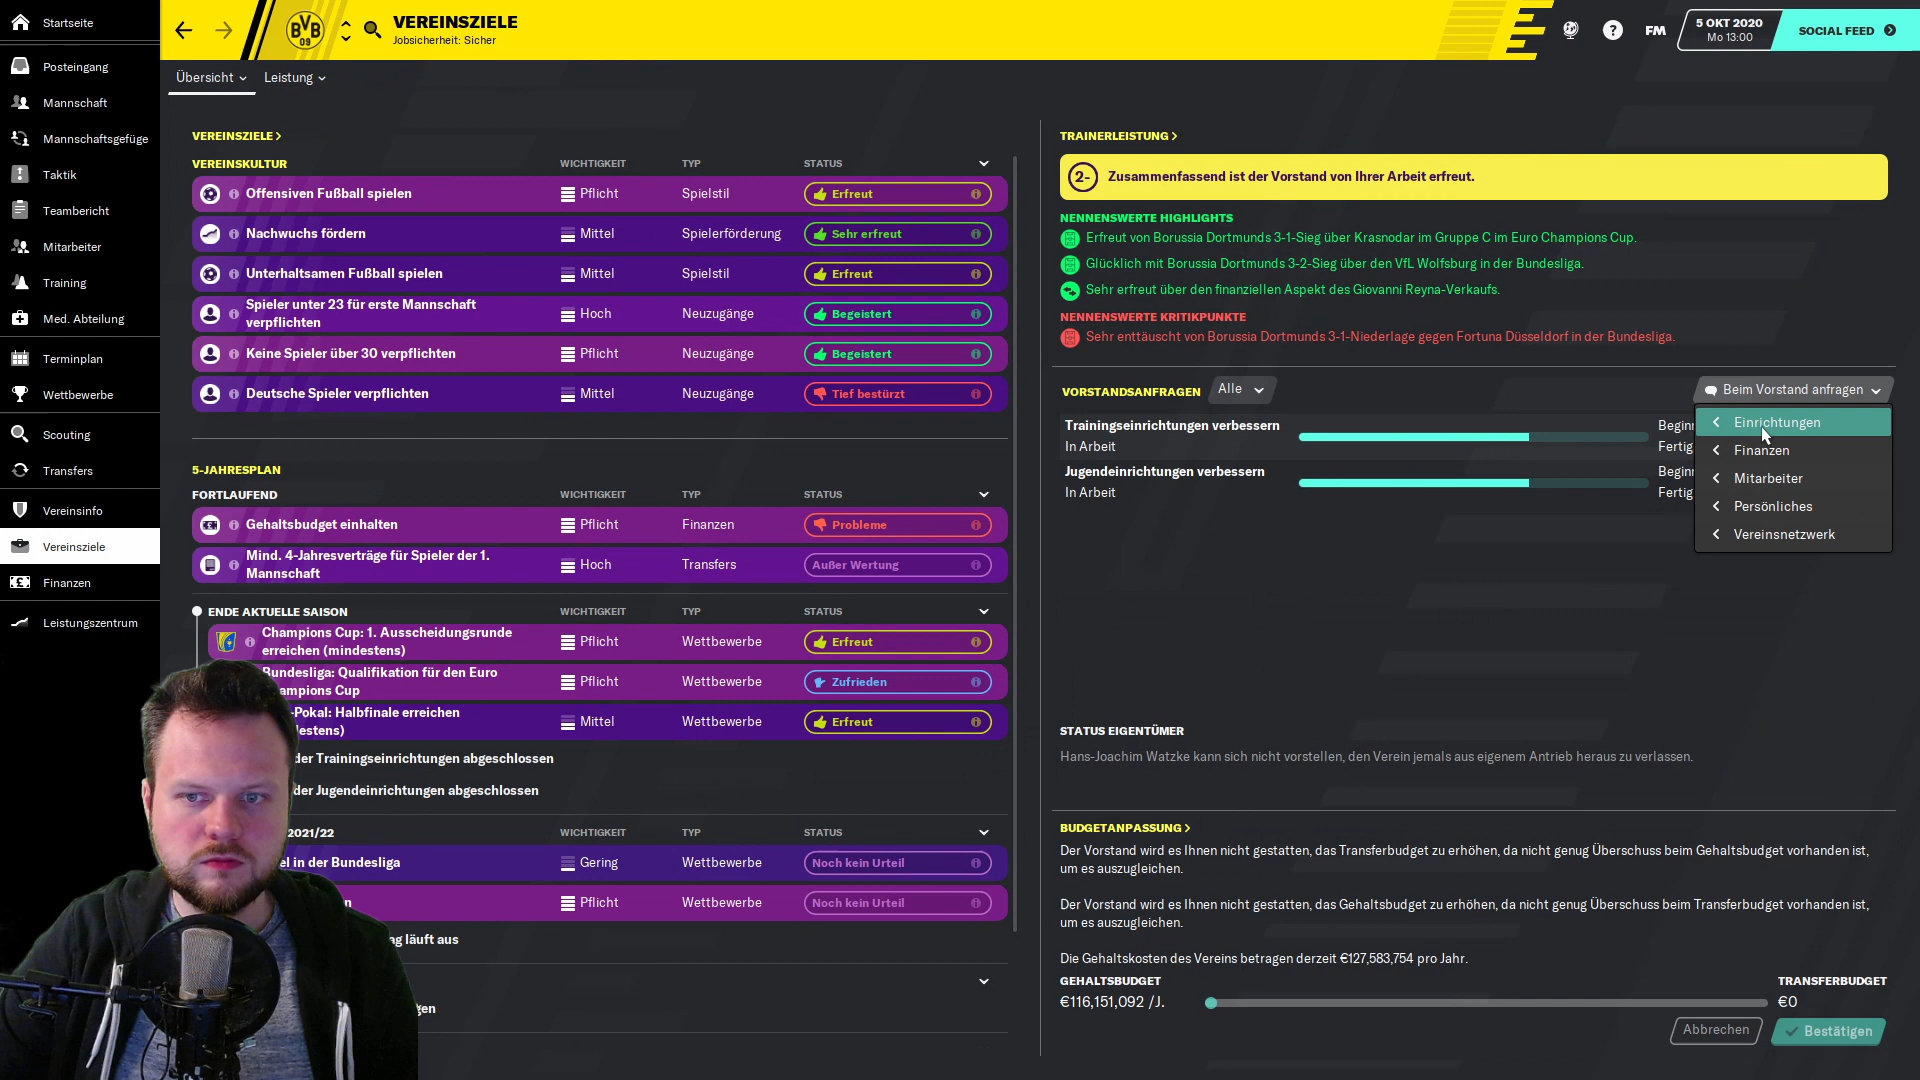 Startseite
Posteingang
Mannschaft
Mannschaftsgefüge
Taktik
Teambericht
Mitarbeiter
Training
Med. Abteilung
Terminplan
Wettbewerbe
Scouting
Transfers
Vereinsinfo
Vereinsziele
Finanzen
Leistungszentrum
BVB
09
VEREINSZIELE
Jobsicherheit: Sicher
FM
5 OKT 2020
Mo 13:00
SOCIAL FEED
Übersicht
Leistung
VEREINSZIELE >
VEREINSKULTUR WICHTIGKEIT TYP STATUS
Offensiven Fußball spielen Pflicht Spielstil Erfreut
Nachwuchs fördern Mittel Spielerförderung Sehr erfreut
Unterhaltsamen Fußball spielen Mittel Spielstil Erfreut
Spieler unter 23 für erste Mannschaft
verpflichten Hoch Neuzugänge Begeistert
Keine Spieler über 30 verpflichten Pflicht Neuzugänge Begeistert
Deutsche Spieler verpflichten Mittel Neuzugänge Tief bestürzt
5-JAHRESPLAN
FORTLAUFEND WICHTIGKEIT TYP STATUS
Gehaltsbudget einhalten Pflicht Finanzen Probleme
Mind. 4-Jahresverträge für Spieler der 1.
Mannschaft Hoch Transfers Außer Wertung
ENDE AKTUELLE SAISON WICHTIGKEIT TYP STATUS
Champions Cup: 1. Ausscheidungsrunde
erreichen (mindestens) Pflicht Wettbewerbe Erfreut
Bundesliga: Qualifikation für den Euro
ampions Cup Pflicht Wettbewerbe Zufrieden
-Pokal: Halbfinale erreichen
lestens) Mittel Wettbewerbe Erfreut
der Trainingseinrichtungen abgeschlossen
der Jugendeinrichtungen abgeschlossen
2021/22 WICHTIGKEIT TYP STATUS
el in der Bundesliga Gering Wettbewerbe Noch kein Urteil
n Pflicht Wettbewerbe Noch kein Urteil
ag läuft aus
gen
TRAINERLEISTUNG >
2- Zusammenfassend ist der Vorstand von Ihrer Arbeit erfreut.
NENNENSWERTE HIGHLIGHTS
Erfreut von Borussia Dortmunds 3-1-Sieg über Krasnodar im Gruppe C im Euro Champions Cup.
Glücklich mit Borussia Dortmunds 3-2-Sieg über den VfL Wolfsburg in der Bundesliga.
Sehr erfreut über den finanziellen Aspekt des Giovanni Reyna-Verkaufs.
NENNENSWERTE KRITIKPUNKTE
Sehr enttäuscht von Borussia Dortmunds 3-1-Niederlage gegen Fortuna Düsseldorf in der Bundesliga.
VORSTANDSANFRAGEN Alle Beim Vorstand anfragen
Trainingseinrichtungen verbessern Beginn
In Arbeit Fertig
Jugendeinrichtungen verbessern Beginn
In Arbeit Fertig
Einrichtungen
Finanzen
Mitarbeiter
Persönliches
Vereinsnetzwerk
STATUS EIGENTÜMER
Hans-Joachim Watzke kann sich nicht vorstellen, den Verein jemals aus eigenem Antrieb heraus zu verlassen.
BUDGETANPASSUNG >
Der Vorstand wird es Ihnen nicht gestatten, das Transferbudget zu erhöhen, da nicht genug Überschuss beim Gehaltsbudget vorhanden ist,
um es auszugleichen.
Der Vorstand wird es Ihnen nicht gestatten, das Gehaltsbudget zu erhöhen, da nicht genug Überschuss beim Transferbudget vorhanden ist,
um es auszugleichen.
Die Gehaltskosten des Vereins betragen derzeit €127,583,754 pro Jahr.
GEHALTSBUDGET TRANSFERBUDGET
€116,151,092 /J. €0
Abbrechen Bestätigen